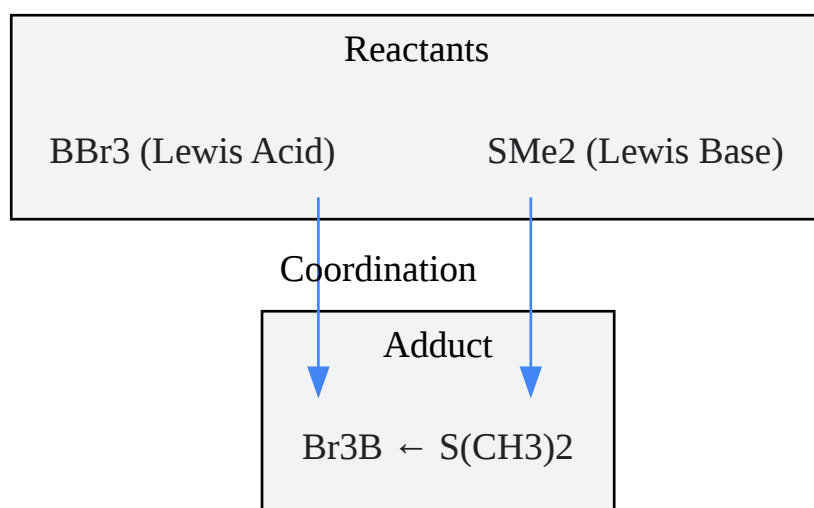 Reactants
BBr3 (Lewis Acid) SMe2 (Lewis Base)
Coordination
Adduct
Br3B ← S(CH3)2